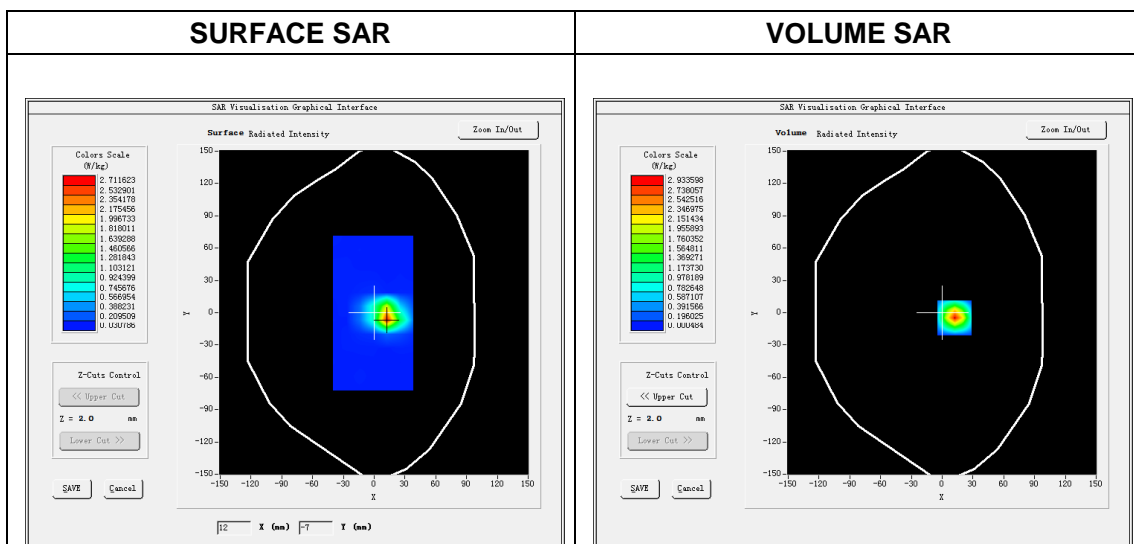 SURFACE SAR
VOLUME SAR
SAR Visualisation Graphical Interface
Surface Radiated Intensity
Zoom In/Out
Colors Scale
(W/kg)
2.711623
2.532901
2.354178
2.175456
1.996733
1.818011
1.639288
1.460566
1.281843
1.103121
0.924399
0.745676
0.566954
0.388231
0.209509
0.030786
Z-Cuts Control
<< Upper Cut
Z = 2.0 mm
Lower Cut >>
SAVE
Cancel
150
120
90
60
30
0
-30
-60
-90
-120
-150
Y
-150 -120 -90 -60 -30 0 30 60 90 120 150
X
12 X (mm) -7 Y (mm)
SAR Visualisation Graphical Interface
Volume Radiated Intensity
Zoom In/Out
Colors Scale
(W/kg)
2.933598
2.738057
2.542516
2.346975
2.151434
1.955893
1.760352
1.564811
1.369271
1.173730
0.978189
0.782648
0.587107
0.391566
0.196025
0.000484
Z-Cuts Control
<< Upper Cut
Z = 2.0 mm
Lower Cut >>
SAVE
Cancel
150
120
90
60
30
0
-30
-60
-90
-120
-150
Y
-150 -120 -90 -60 -30 0 30 60 90 120 150
X